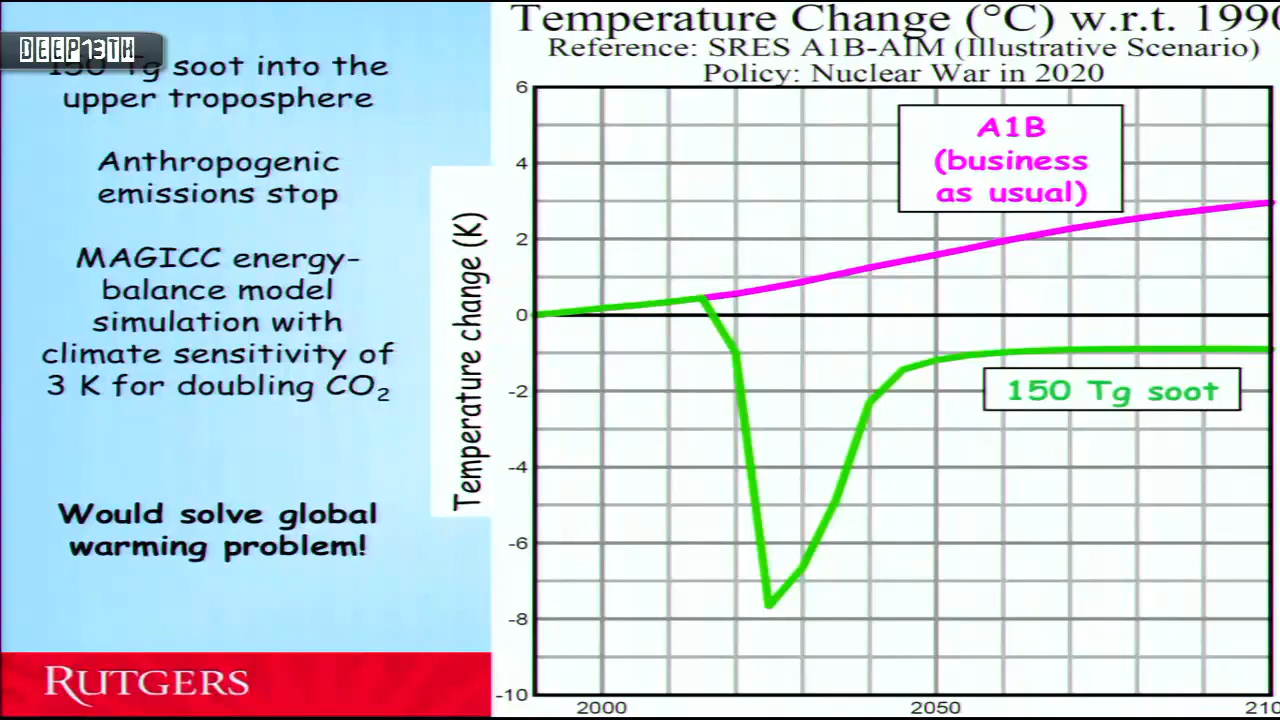 DEEP13TH
150 Tg soot into the
upper troposphere
Anthropogenic
emissions stop
MAGICC energy-
balance model
simulation with
climate sensitivity of
3 K for doubling CO₂
Would solve global
warming problem!
RUTGERS
Temperature Change (°C) w.r.t. 1990
Reference: SRES A1B-AIM (Illustrative Scenario)
Policy: Nuclear War in 2020
Temperature change (K)
6
4
2
0
-2
-4
-6
-8
-10
A1B
(business
as usual)
150 Tg soot
2000
2050
210